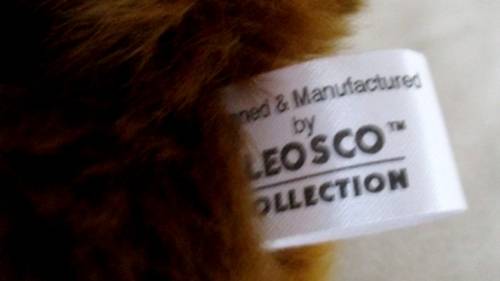 ned & Manufactured
by
LEOSCO™
OLLECTION